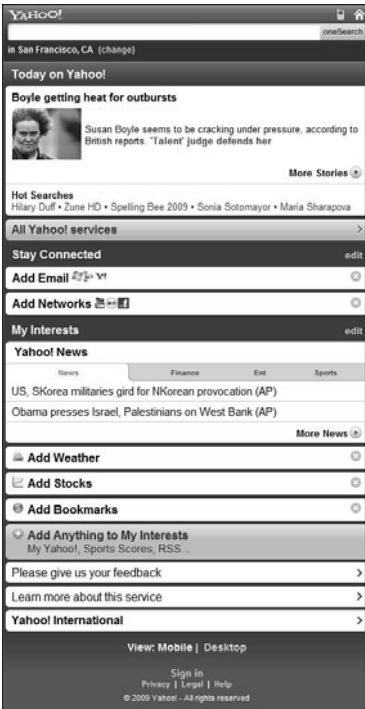 YAHOO!
oneSearch
in San Francisco, CA (change)
Today on Yahoo!
Boyle getting heat for outbursts
Susan Boyle seems to be cracking under pressure, according to
British reports. 'Talent' judge defends her
More Stories
Hot Searches
Hilary Duff • Zune HD • Spelling Bee 2009 • Sonia Sotomayor • Maria Sharapova
All Yahoo! services
Stay Connected edit
Add Email Y!
Add Networks
My Interests edit
Yahoo! News
News Finance Ent Sports
US, SKorea militaries gird for NKorean provocation (AP)
Obama presses Israel, Palestinians on West Bank (AP)
More News
Add Weather
Add Stocks
Add Bookmarks
Add Anything to My Interests
My Yahoo!, Sports Scores, RSS...
Please give us your feedback
Learn more about this service
Yahoo! International
View: Mobile | Desktop
Sign in
Privacy | Legal | Help
© 2009 Yahoo! - All rights reserved